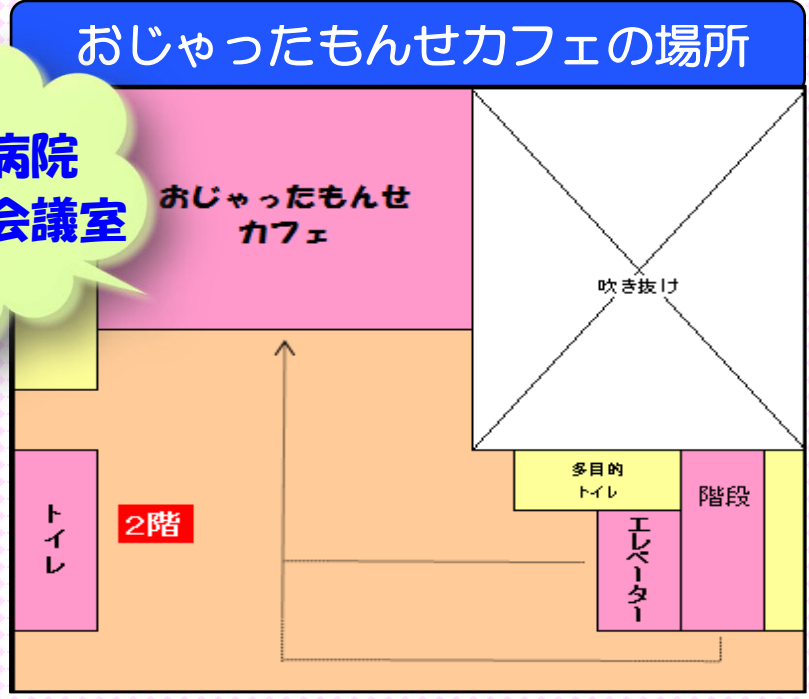 おじゃったもんせカフェの場所
病院
会議室
おじゃったもんせ
カフェ
吹き抜け
多目的
トイレ
階段
エレベーター
トイレ
2階